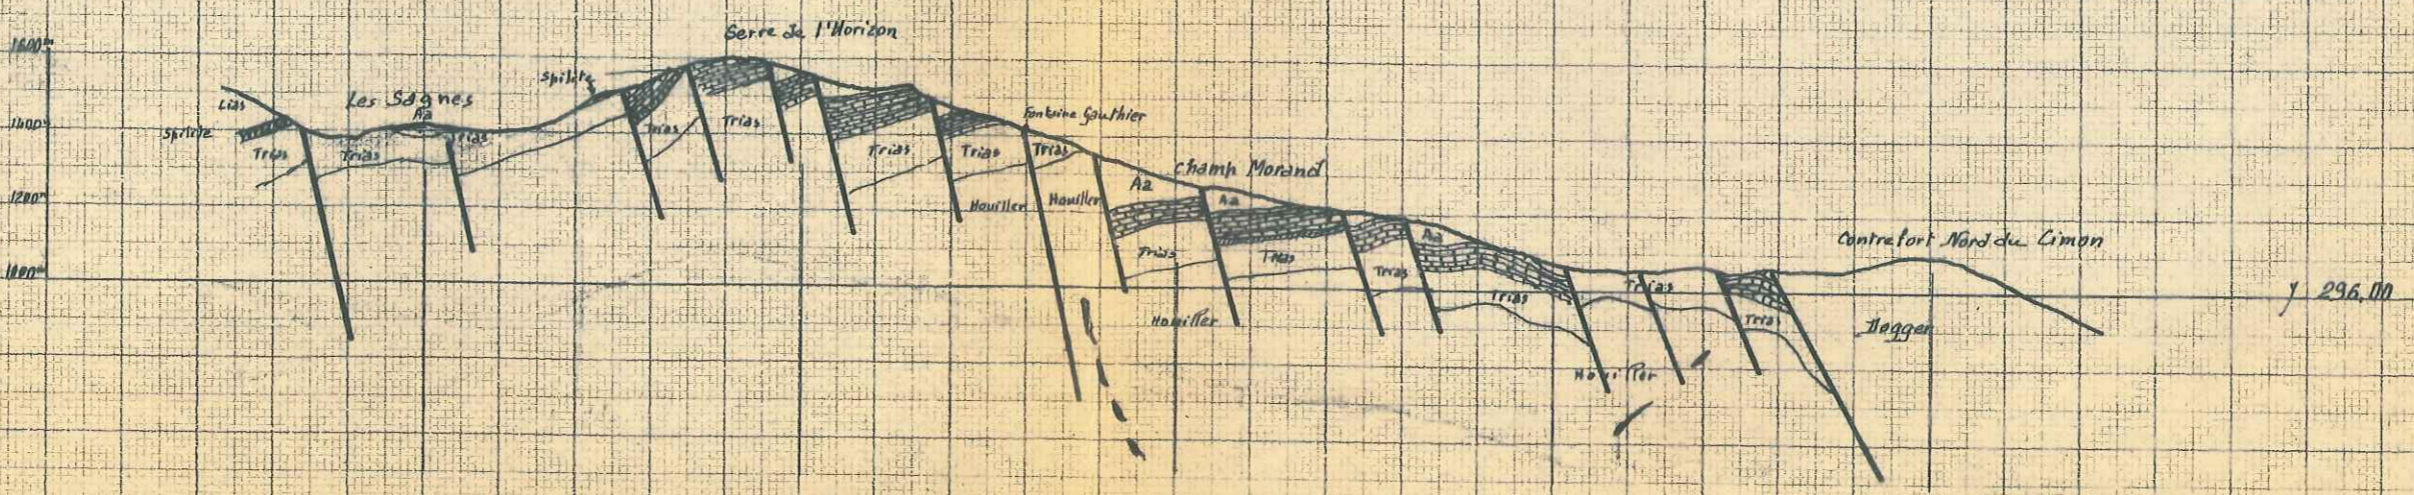 1600m
1400m
1200m
1000m
Serre de l'Horizon
Lias
Spilite
Les Sagnes
Aa
Trias
Trias
Trias
Spilite
Trias
Trias
Trias
Trias
Fontaine Gauthier
Trias
Houiller
Houiller
Champ Morand
Aa
Aa
Trias
Trias
Houiller
Trias
Aa
Trias
Trias
Houiller
Trias
Contrefort Nord du Cimon
Dogger
y 296,00